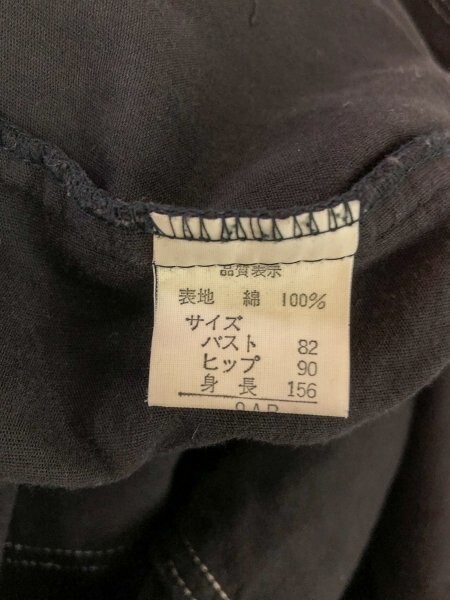 品質表示
表地 綿 100%
サイズ
バスト 82
ヒップ 90
身長 156